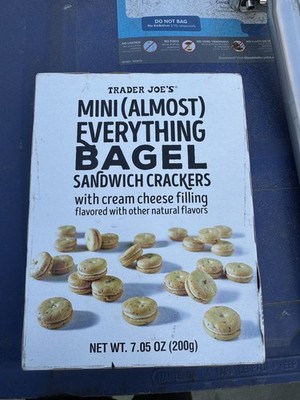 DO NOT BAG
TRADER JOE'S®
MINI (ALMOST)
EVERYTHING
BAGEL
SANDWICH CRACKERS
with cream cheese filling
flavored with other natural flavors
NET WT. 7.05 OZ (200g)